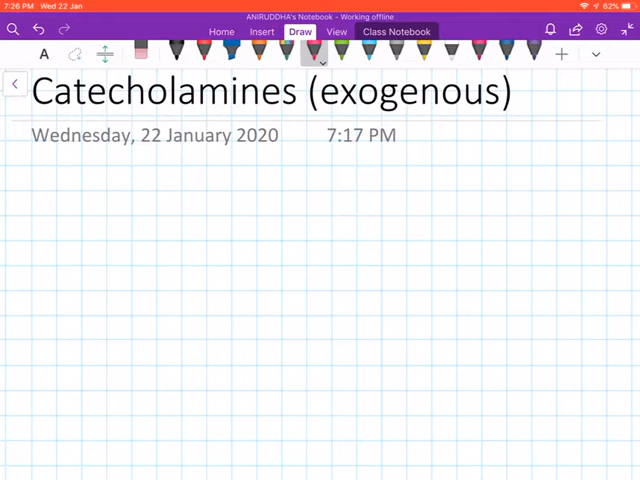 7:26 PM Wed 22 Jan 62%
ANIRUDDHA's Notebook - Working offline
Home Insert Draw View Class Notebook
A
Catecholamines (exogenous)
Wednesday, 22 January 2020 7:17 PM